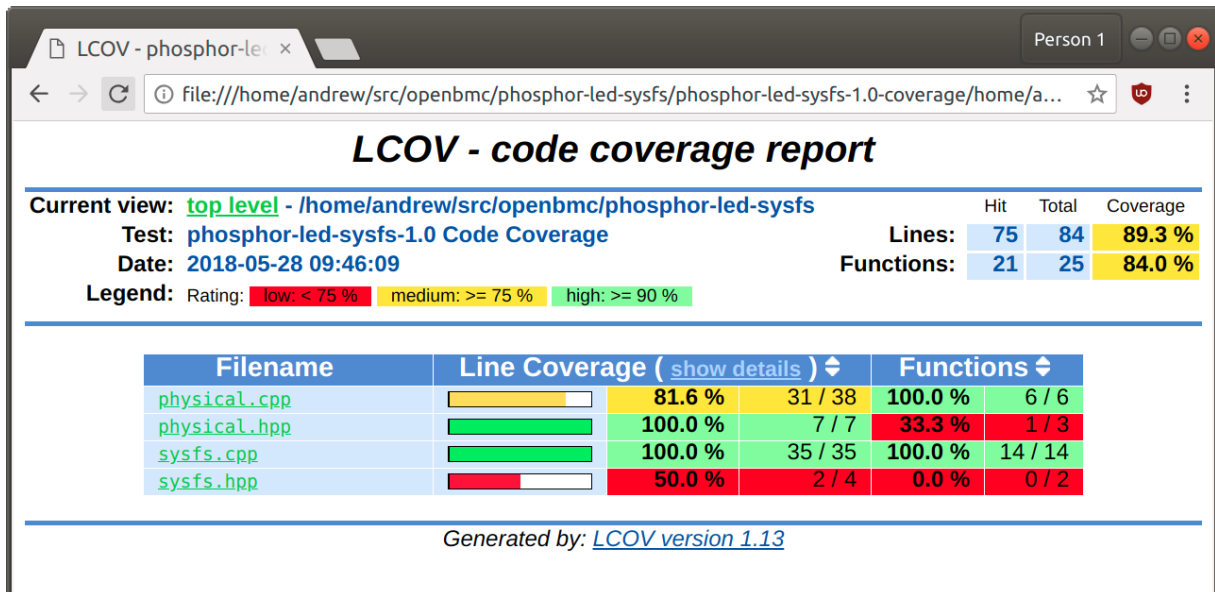 LCOV - phosphor-le
Person 1
file:///home/andrew/src/openbmc/phosphor-led-sysfs/phosphor-led-sysfs-1.0-coverage/home/a...
LCOV - code coverage report
Current view: top level - /home/andrew/src/openbmc/phosphor-led-sysfs Hit Total Coverage
Test: phosphor-led-sysfs-1.0 Code Coverage Lines: 75 84 89.3 %
Date: 2018-05-28 09:46:09 Functions: 21 25 84.0 %
Legend: Rating: low: < 75 % medium: >= 75 % high: >= 90 %
Filename Line Coverage ( show details ) Functions
physical.cpp 81.6 % 31 / 38 100.0 % 6 / 6
physical.hpp 100.0 % 7 / 7 33.3 % 1 / 3
sysfs.cpp 100.0 % 35 / 35 100.0 % 14 / 14
sysfs.hpp 50.0 % 2 / 4 0.0 % 0 / 2
Generated by: LCOV version 1.13